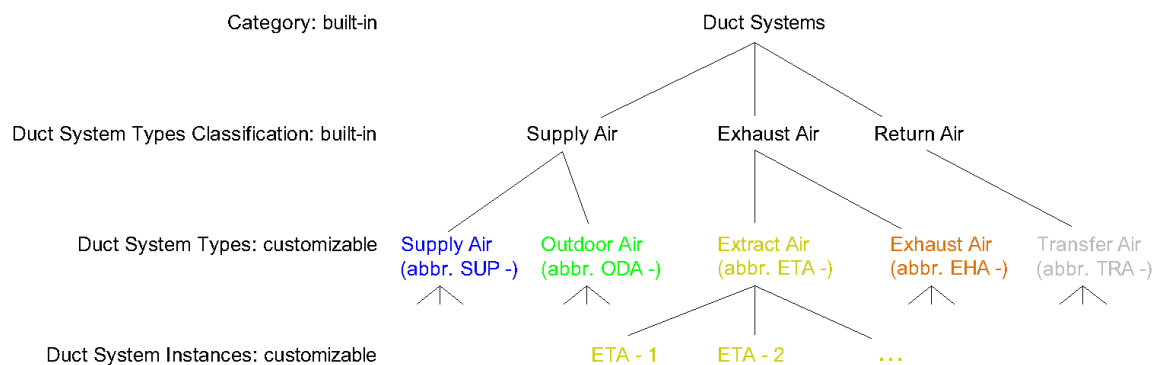 Category: built-in Duct Systems
Duct System Types Classification: built-in Supply Air Exhaust Air Return Air
Duct System Types: customizable Supply Air Outdoor Air Extract Air Exhaust Air Transfer Air
(abbr. SUP -) (abbr. ODA -) (abbr. ETA -) (abbr. EHA -) (abbr. TRA -)
Duct System Instances: customizable ETA - 1 ETA - 2 ...